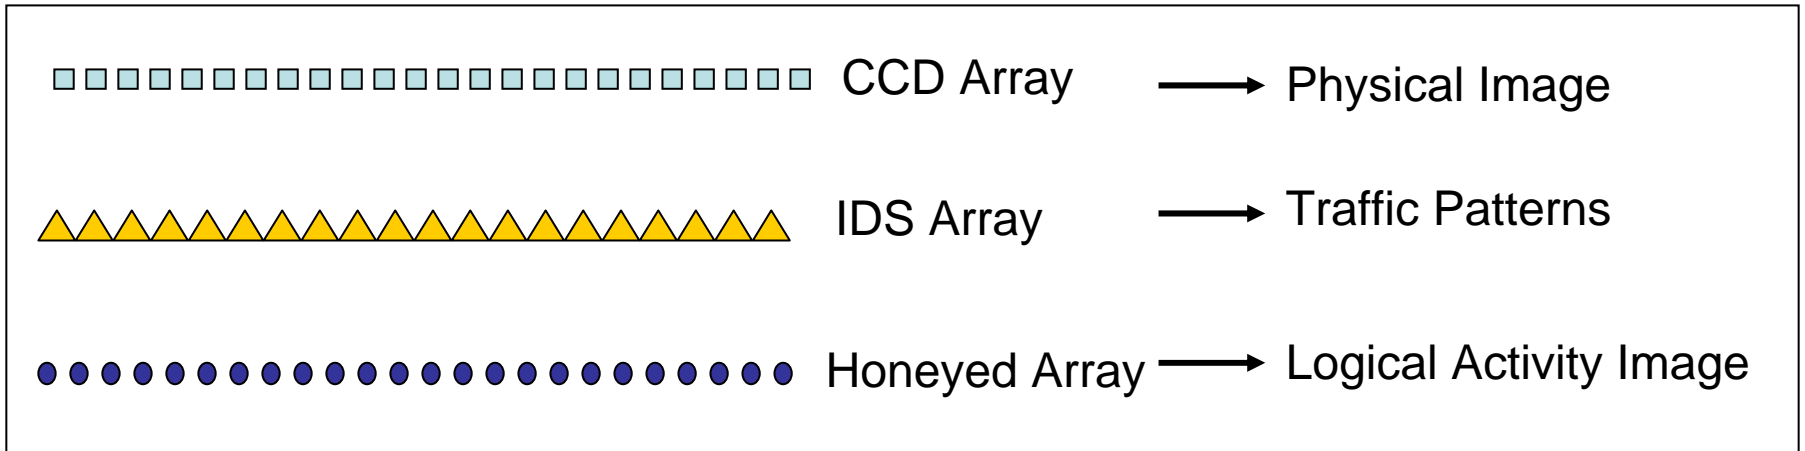 CCD Array Physical Image
IDS Array Traffic Patterns
Honeyed Array Logical Activity Image